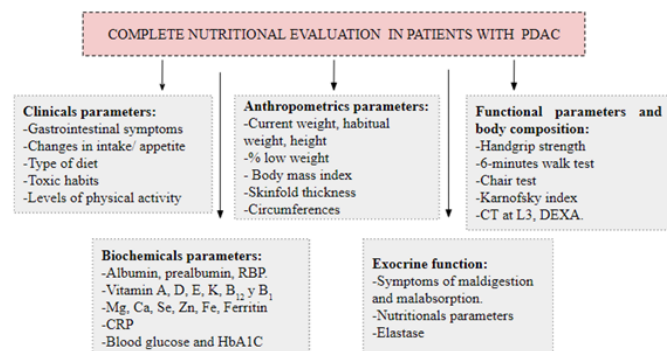 COMPLETE NUTRITIONAL EVALUATION IN PATIENTS WITH PDAC
Clinicals parameters:
-Gastrointestinal symptoms
-Changes in intake/ appetite
-Type of diet
-Toxic habits
-Levels of physical activity
Anthropometrics parameters:
-Current weight, habitual
weight, height
-% low weight
- Body mass index
-Skinfold thickness
-Circumferences
Functional parameters and
body composition:
-Handgrip strength
-6-minutes walk test
-Chair test
-Karnofsky index
-CT at L3, DEXA.
Biochemicals parameters:
-Albumin, prealbumin, RBP.
-Vitamin A, D, E, K, B12 y B1
-Mg, Ca, Se, Zn, Fe, Ferritin
-CRP
-Blood glucose and HbA1C
Exocrine function:
-Symptoms of maldigestion
and malabsorption.
-Nutritionals parameters
-Elastase